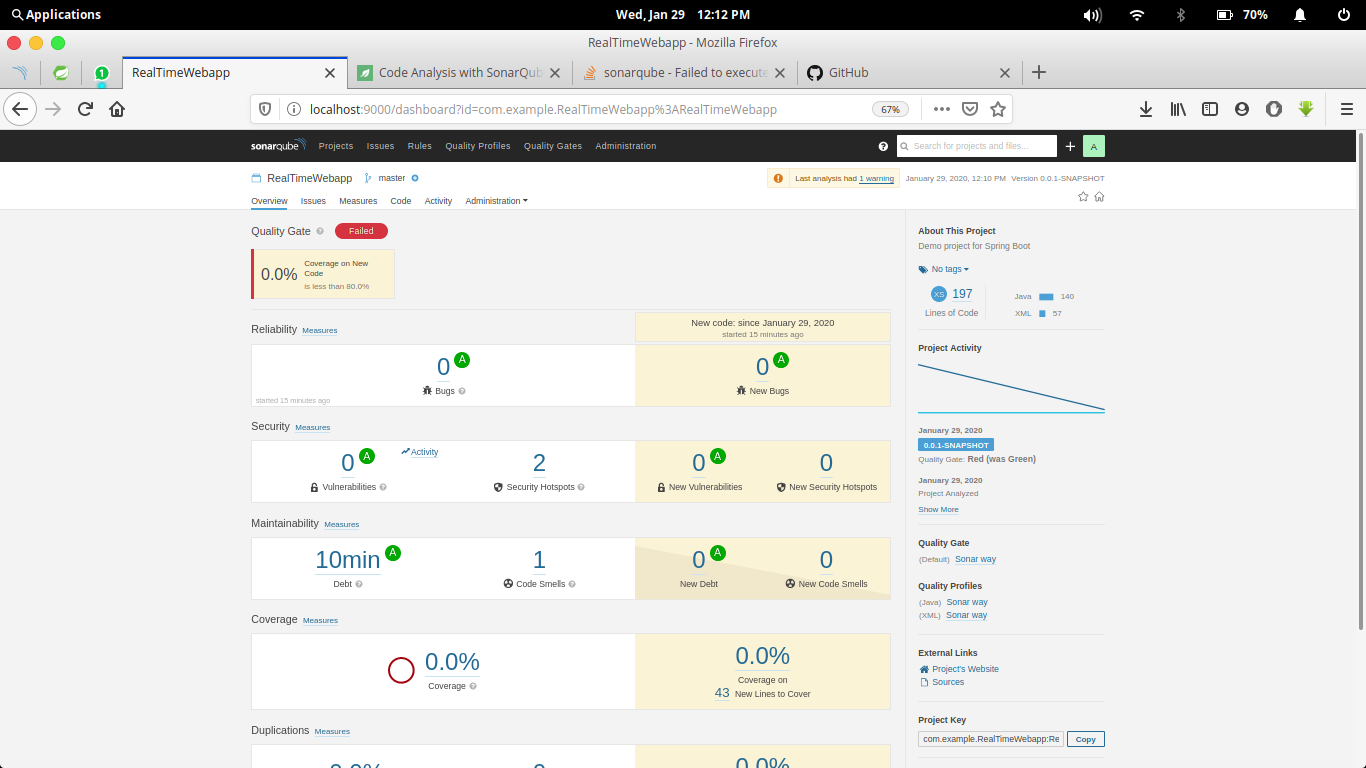 Applications
Wed, Jan 29 12:12 PM
70%
RealTimeWebapp - Mozilla Firefox
1
RealTimeWebapp
Code Analysis with SonarQub
sonarqube - Failed to execute
GitHub
localhost:9000/dashboard?id=com.example.RealTimeWebapp%3ARealTimeWebapp
67%
sonarqube Projects Issues Rules Quality Profiles Quality Gates Administration
Search for projects and files...
A
RealTimeWebapp master
Last analysis had 1 warning
January 29, 2020, 12:10 PM Version 0.0.1-SNAPSHOT
Overview Issues Measures Code Activity Administration
Quality Gate Failed
0.0%
Coverage on New
Code
is less than 80.0%
Reliability Measures
New code: since January 29, 2020
started 15 minutes ago
0 A
Bugs
started 15 minutes ago
0 A
New Bugs
Security Measures
0 A
Vulnerabilities
Activity
2
Security Hotspots
0 A
New Vulnerabilities
0
New Security Hotspots
Maintainability Measures
10min A
Debt
1
Code Smells
0 A
New Debt
0
New Code Smells
Coverage Measures
0.0%
Coverage
0.0%
Coverage on
43 New Lines to Cover
Duplications Measures
0.0%
0
0.0%
About This Project
Demo project for Spring Boot
No tags
XS 197
Lines of Code
Java 140
XML 57
Project Activity
January 29, 2020
0.0.1-SNAPSHOT
Quality Gate: Red (was Green)
January 29, 2020
Project Analyzed
Show More
Quality Gate
(Default) Sonar way
Quality Profiles
(Java) Sonar way
(XML) Sonar way
External Links
Project's Website
Sources
Project Key
com.example.RealTimeWebapp:Re
Copy